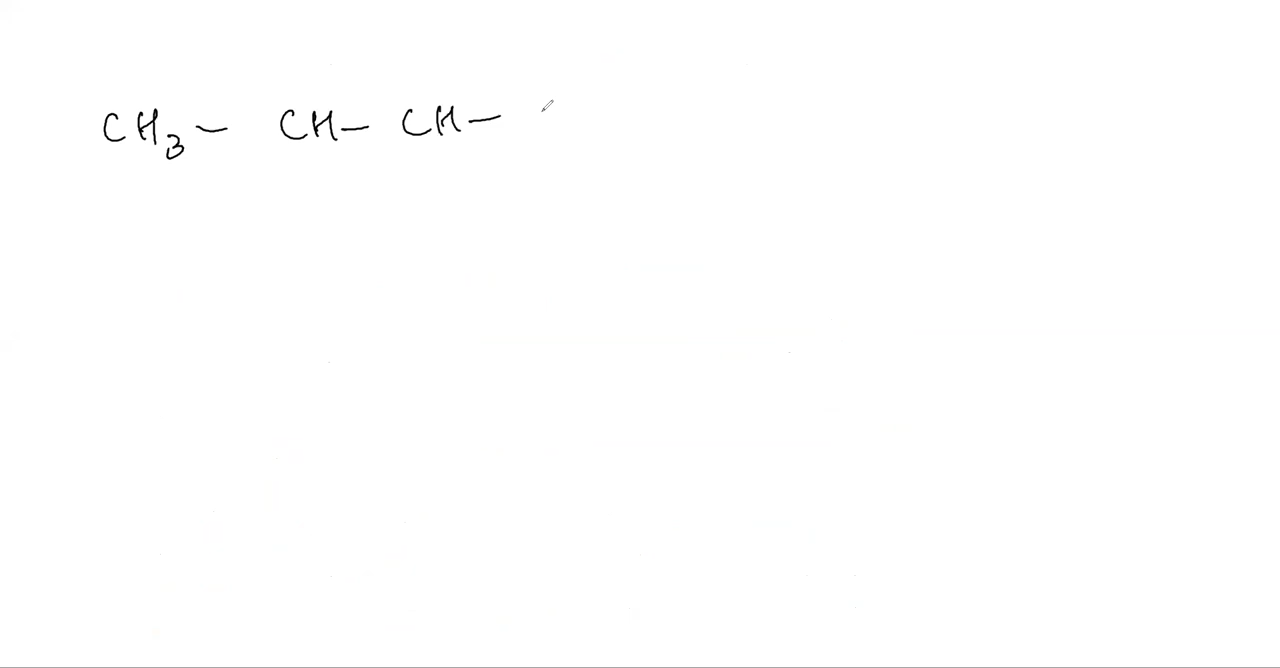 CH₃ – CH – CH –